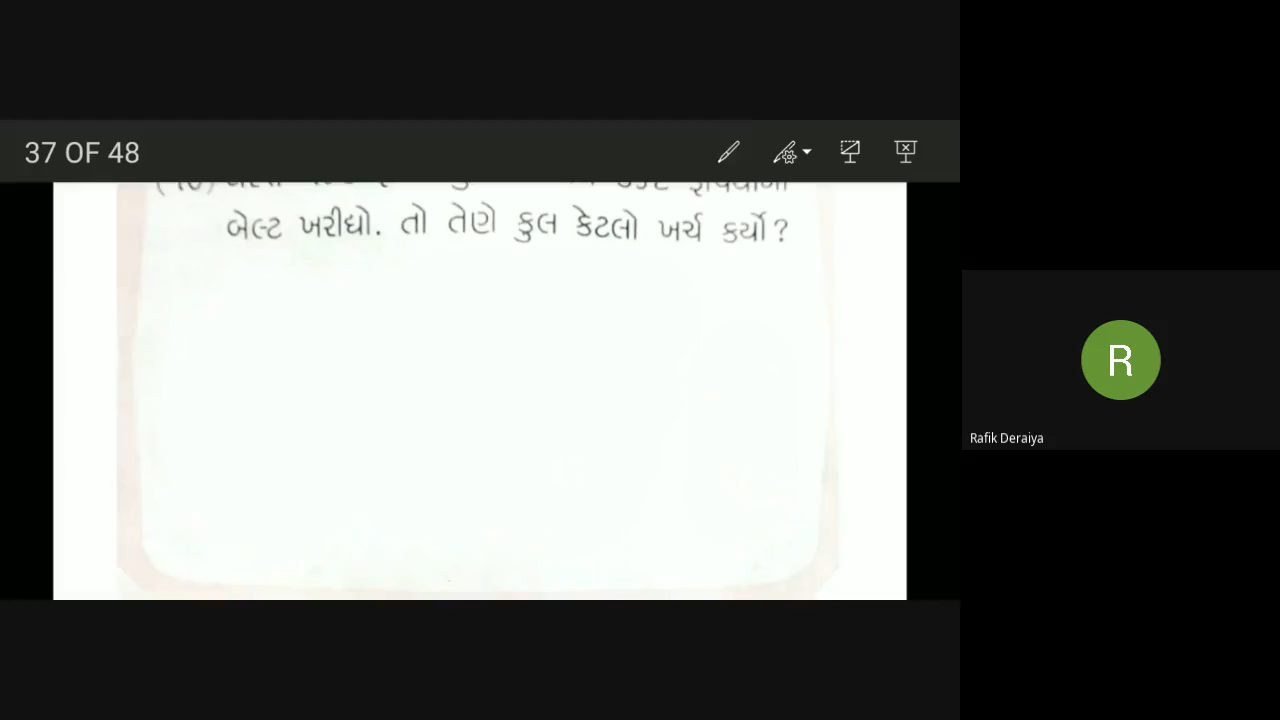 37 OF 48
બેલ્ટ ખરીધો. તો તેણે કુલ કેટલો ખર્ચ કર્યો?
R
Rafik Deraiya